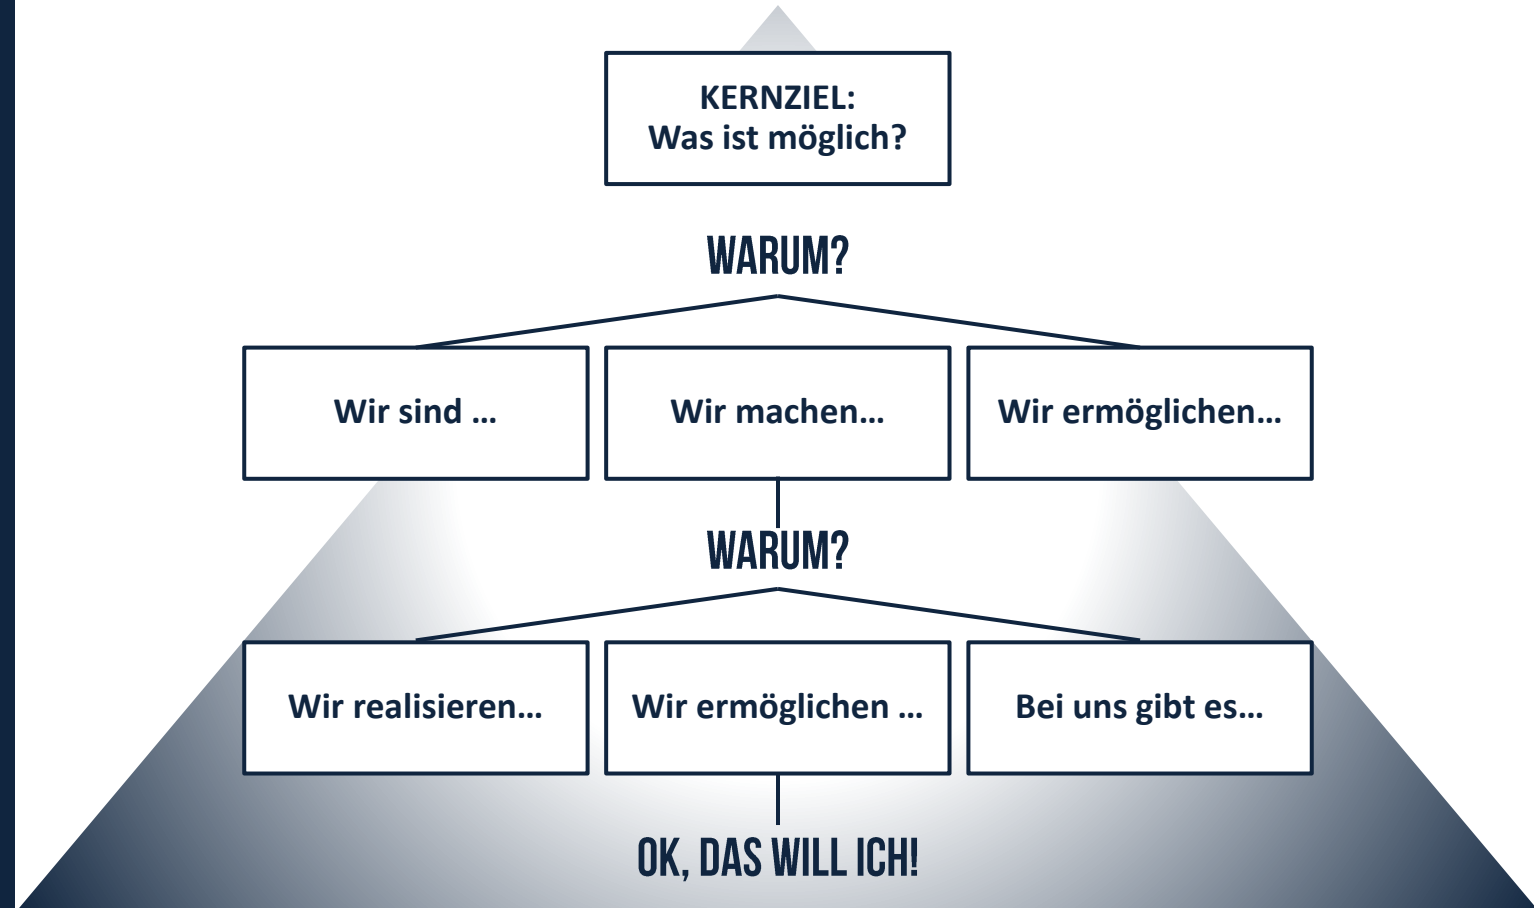 KERNZIEL:
Was ist möglich?
WARUM?
Wir sind ...
Wir machen...
Wir ermöglichen...
WARUM?
Wir realisieren...
Wir ermöglichen ...
Bei uns gibt es...
OK, DAS WILL ICH!